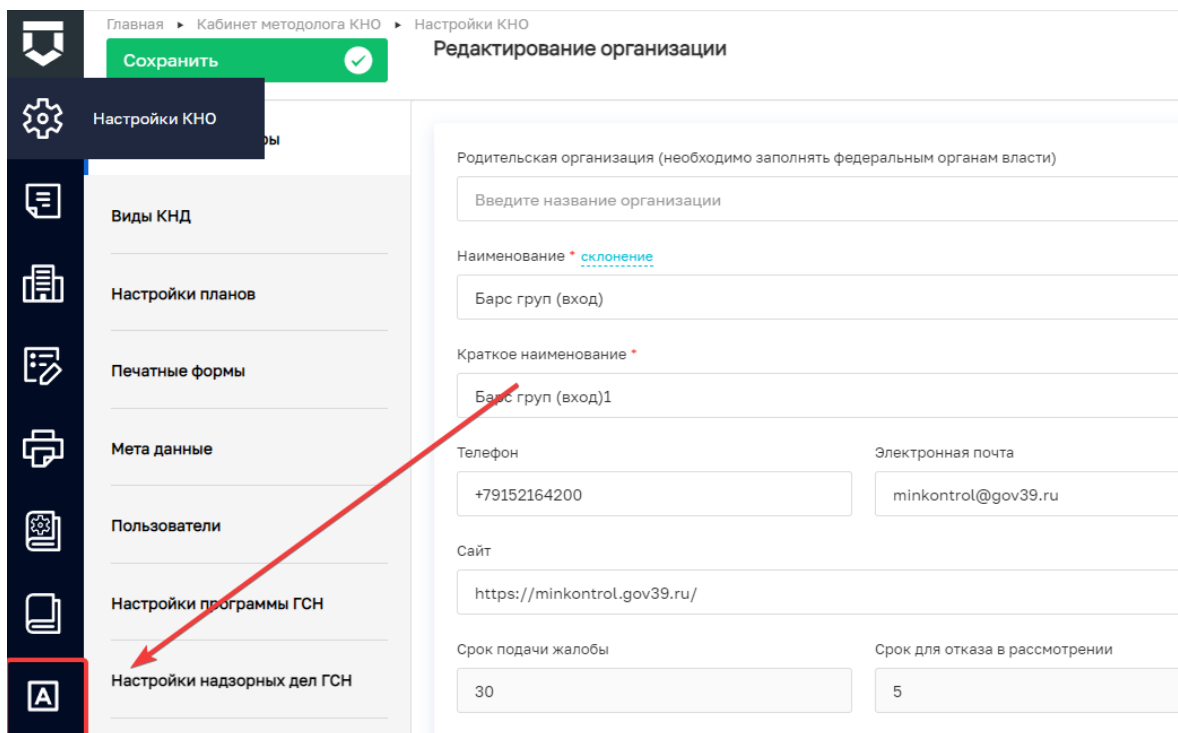 Главная ▸ Кабинет методолога КНО ▸ Настройки КНО
Сохранить
Редактирование организации
Настройки КНО
ры
Виды КНД
Настройки планов
Печатные формы
Мета данные
Пользователи
Настройки программы ГСН
Настройки надзорных дел ГСН
A
Родительская организация (необходимо заполнять федеральным органам власти)
Введите название организации
Наименование * склонение
Барс груп (вход)
Краткое наименование *
Барс груп (вход)1
Телефон Электронная почта
+79152164200 minkontrol@gov39.ru
Сайт
https://minkontrol.gov39.ru/
Срок подачи жалобы Срок для отказа в рассмотрении
30 5